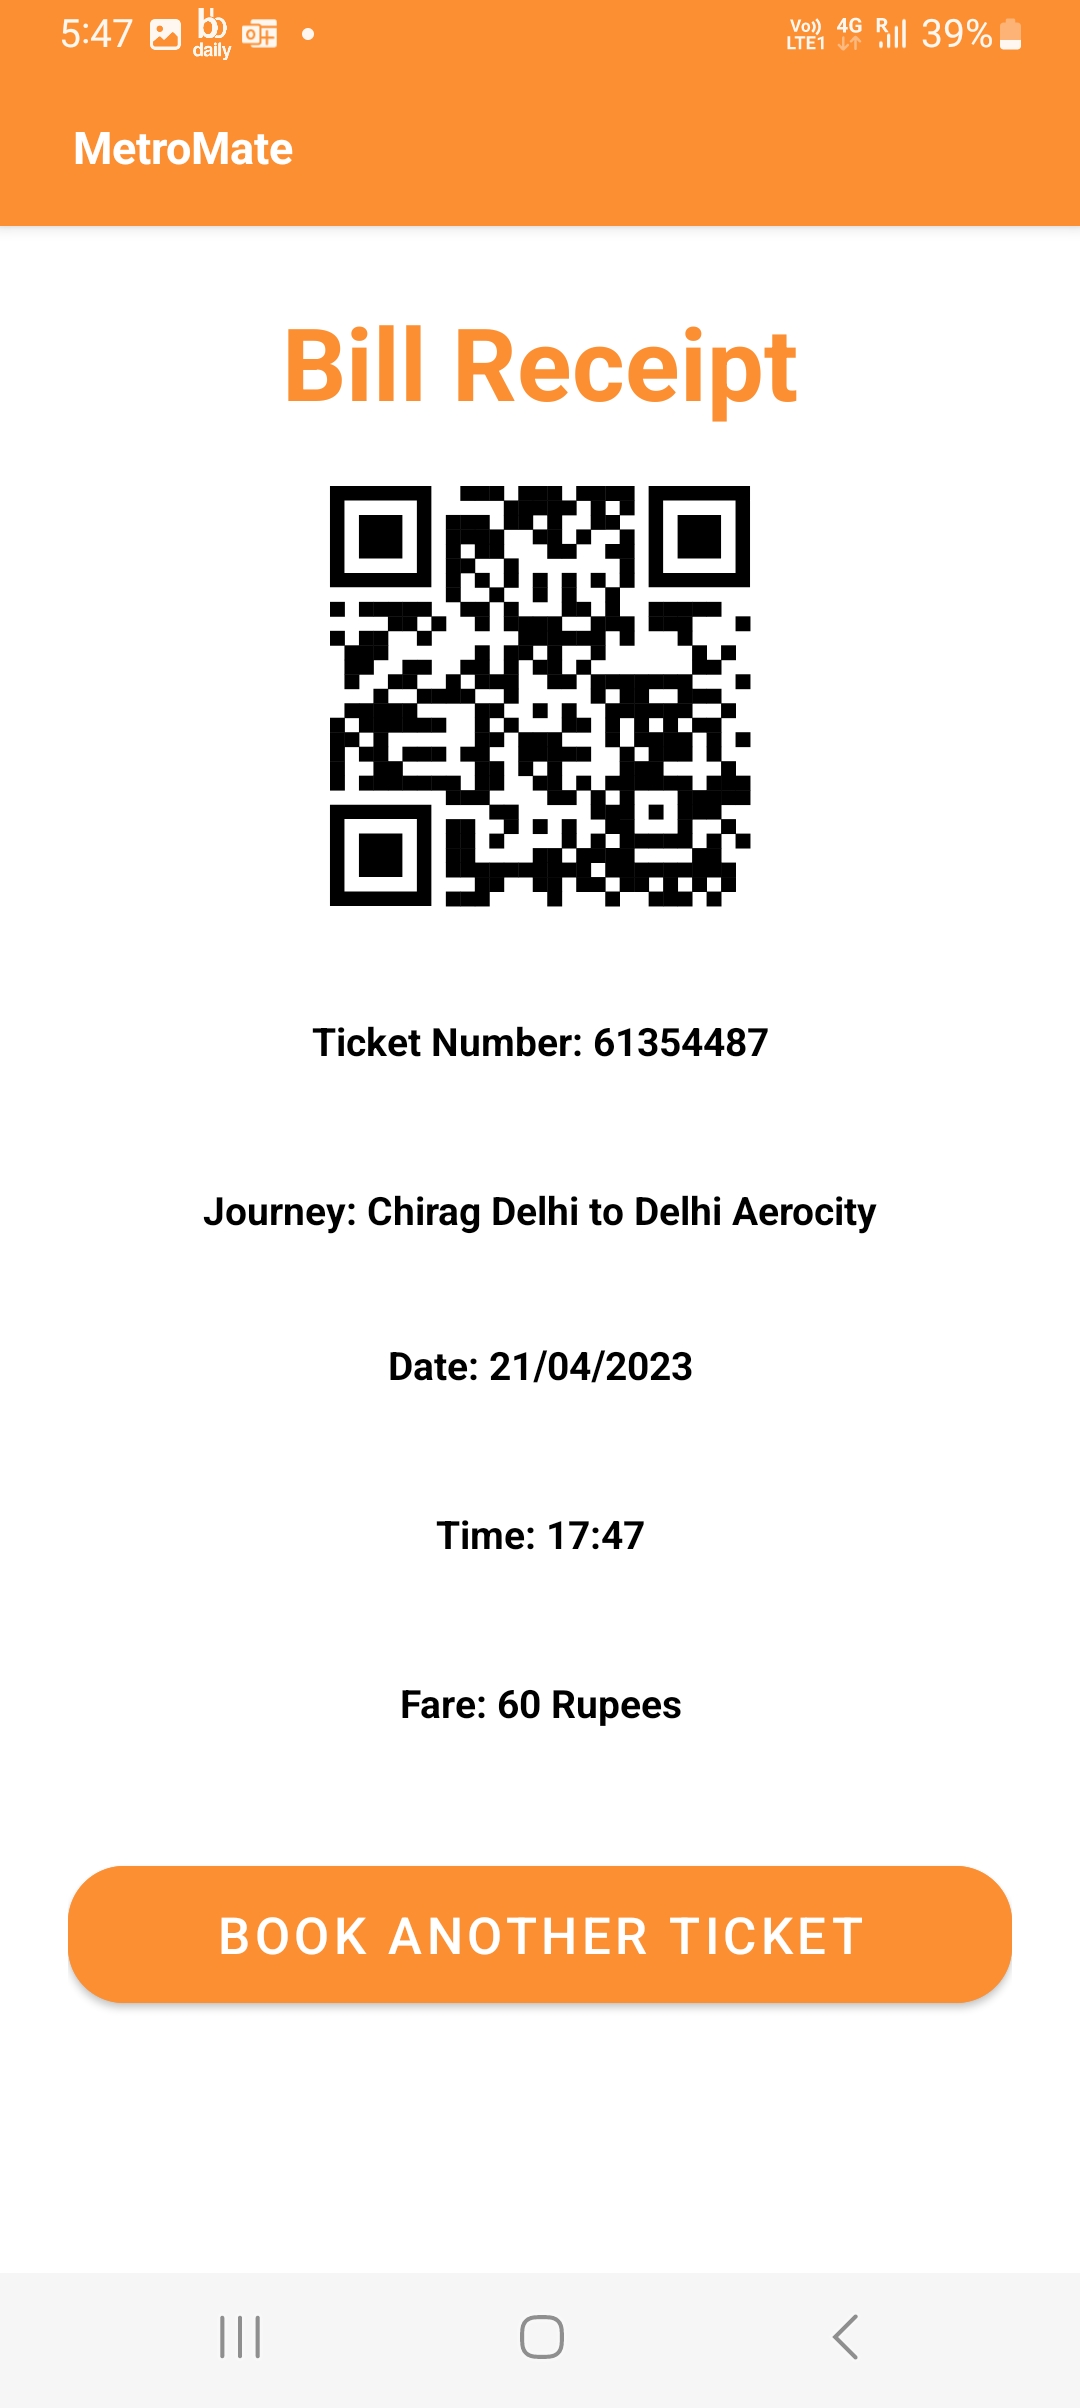 5:47 bb daily Vo)) LTE1 4G R 39%
MetroMate
Bill Receipt
Ticket Number: 61354487
Journey: Chirag Delhi to Delhi Aerocity
Date: 21/04/2023
Time: 17:47
Fare: 60 Rupees
BOOK ANOTHER TICKET